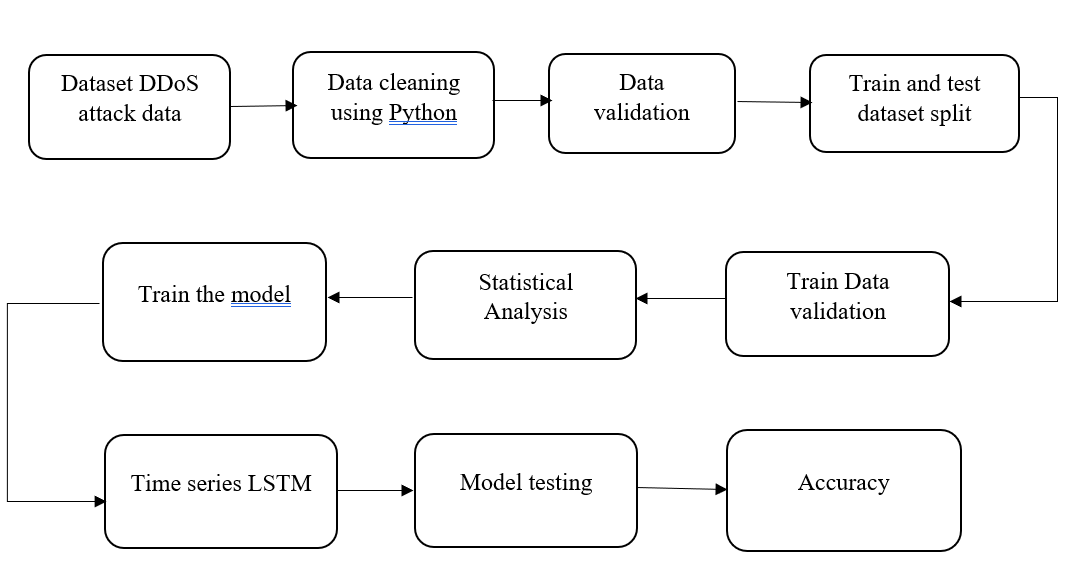 Dataset DDoS
attack data
Data cleaning
using Python
Data
validation
Train and test
dataset split
Train Data
validation
Statistical
Analysis
Train the model
Time series LSTM
Model testing
Accuracy